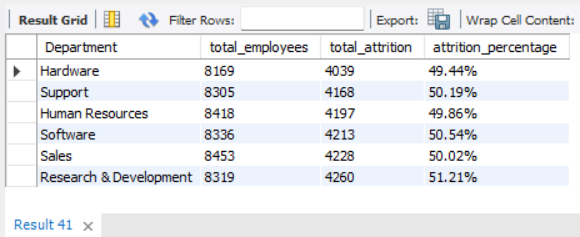 Result Grid Filter Rows: Export: Wrap Cell Content:
Department total_employees total_attrition attrition_percentage
Hardware 8169 4039 49.44%
Support 8305 4168 50.19%
Human Resources 8418 4197 49.86%
Software 8336 4213 50.54%
Sales 8453 4228 50.02%
Research & Development 8319 4260 51.21%
Result 41 ×